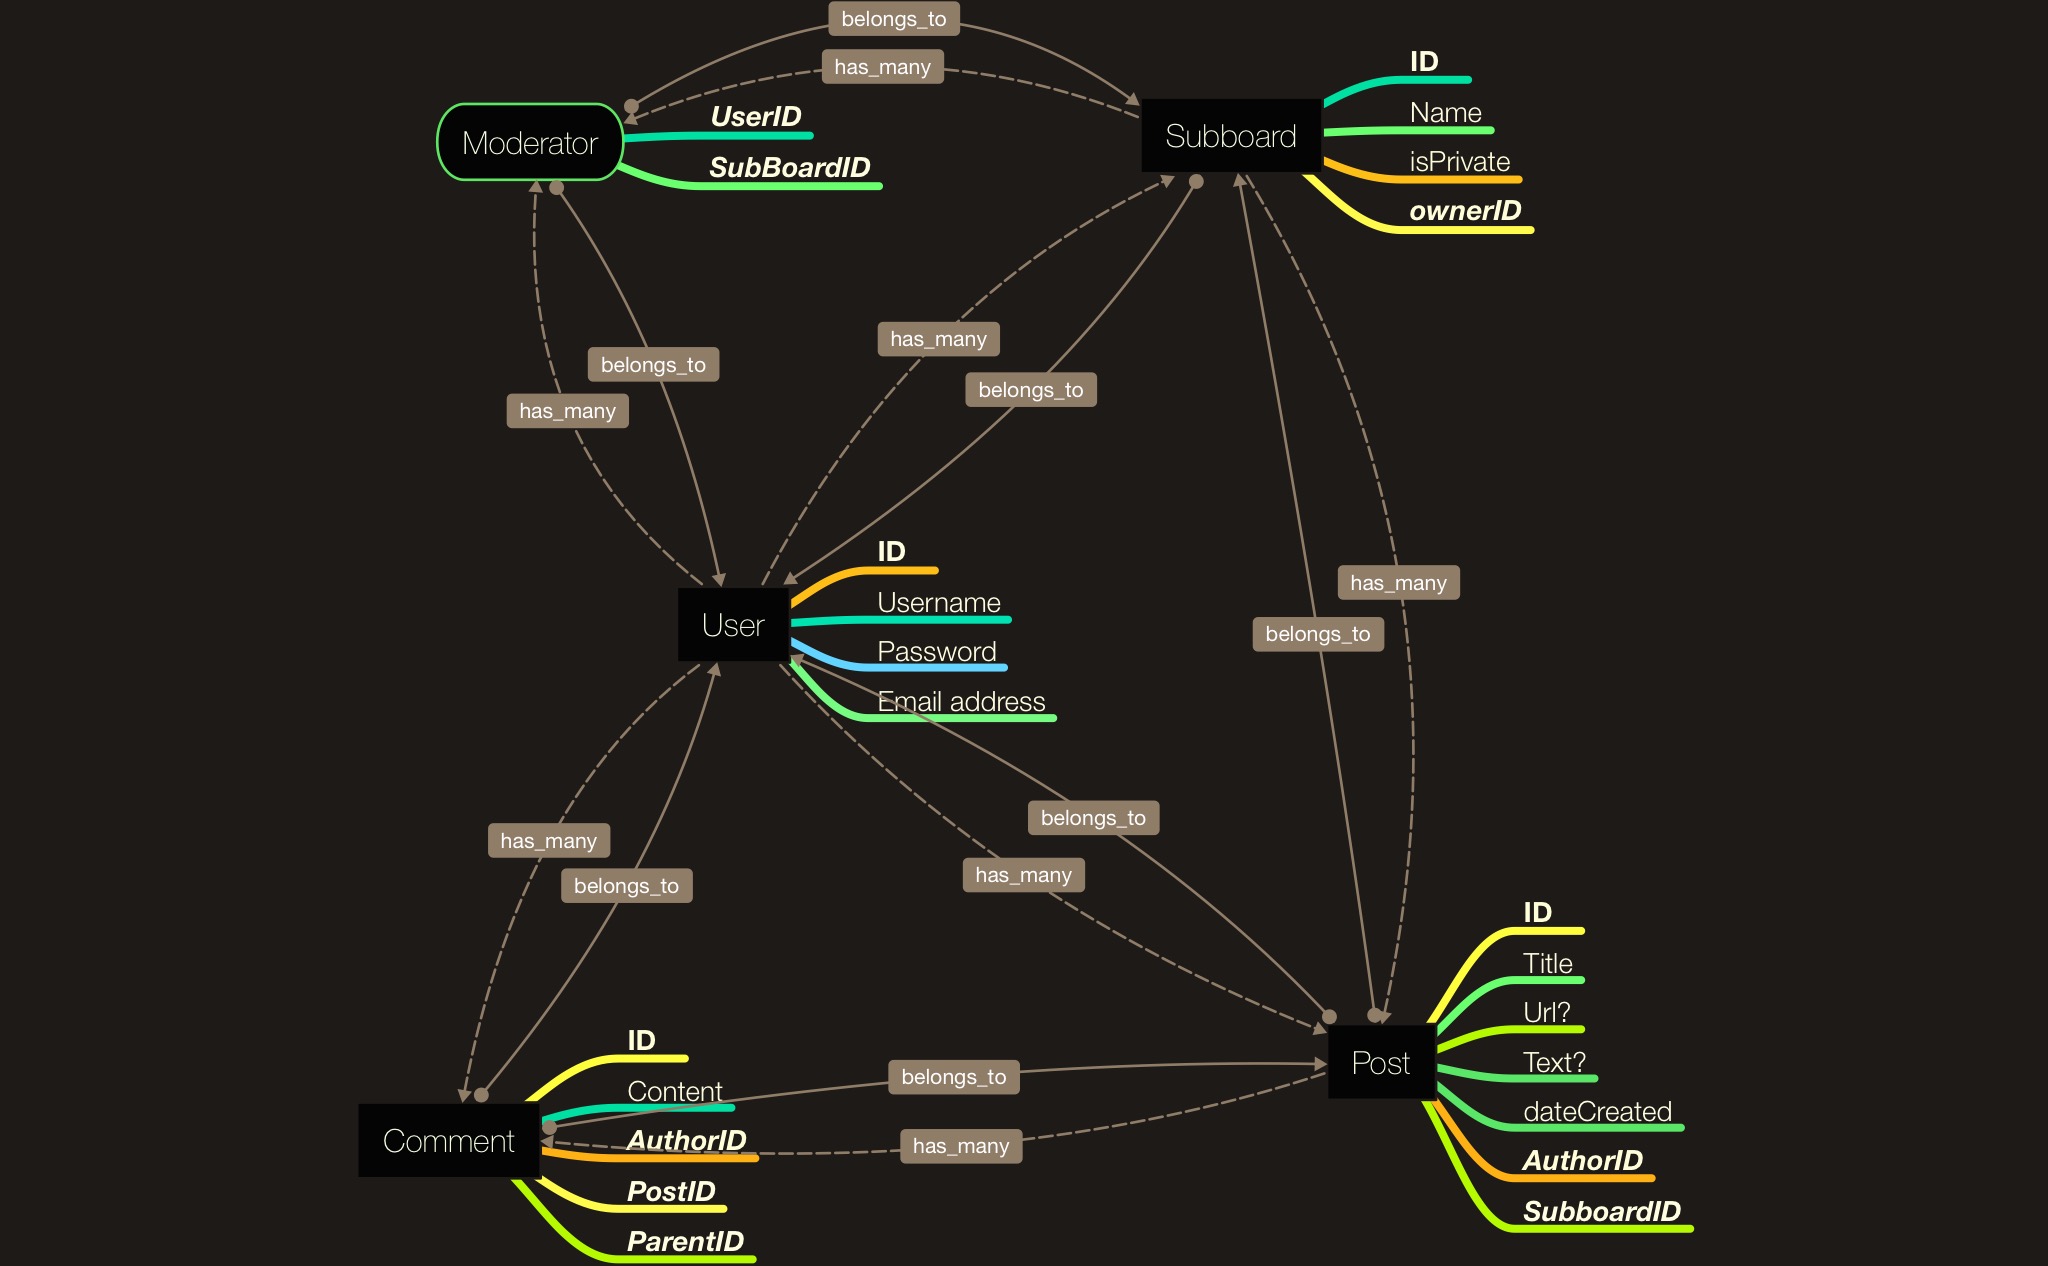 belongs_to
has_many
Moderator
UserID
SubBoardID
Subboard
ID
Name
isPrivate
ownerID
has_many
belongs_to
belongs_to
has_many
has_many
belongs_to
User
ID
Username
Password
Email address
belongs_to
has_many
has_many
belongs_to
Comment
ID
Content
AuthorID
PostID
ParentID
belongs_to
has_many
Post
ID
Title
Url?
Text?
dateCreated
AuthorID
SubboardID